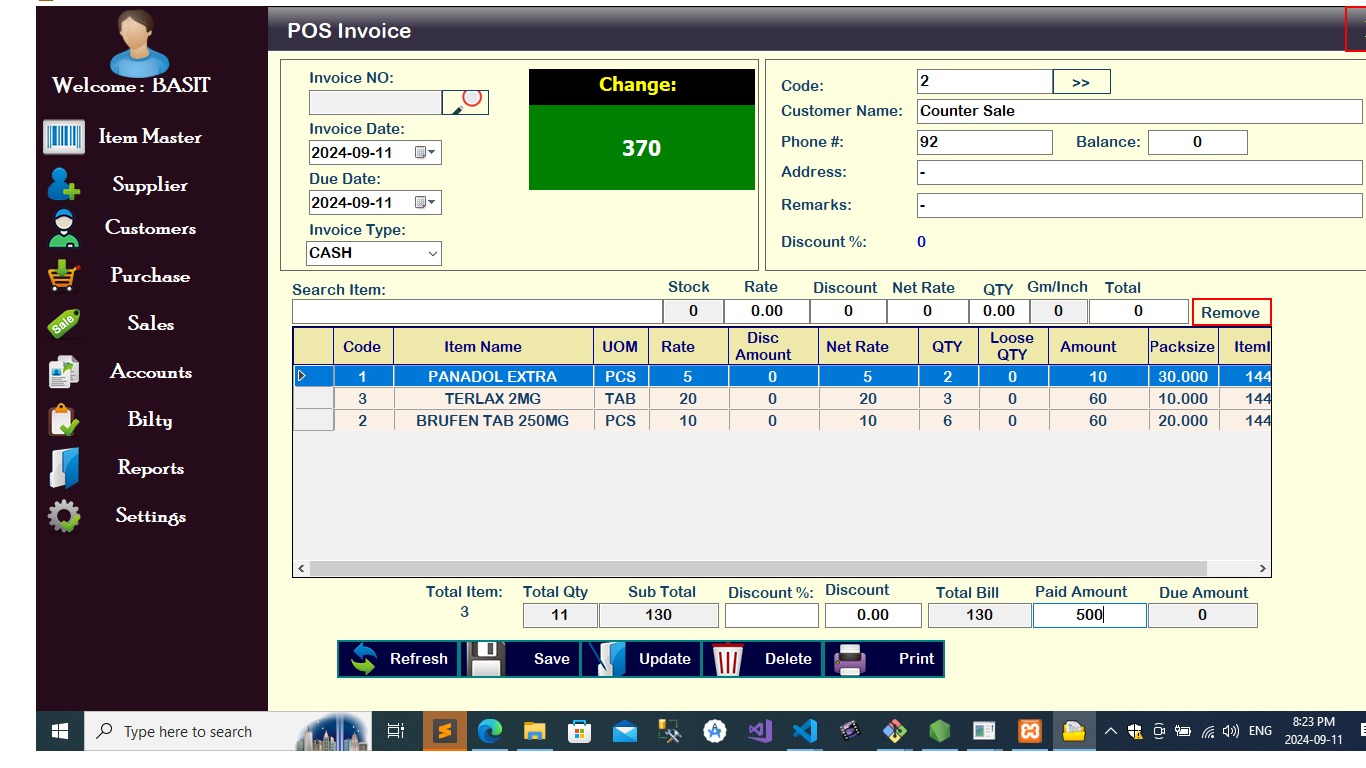 POS Invoice
Welcome : BASIT
Item Master
Supplier
Customers
Purchase
Sales
Accounts
Bilty
Reports
Settings
Invoice NO:
Invoice Date:
2024-09-11
Due Date:
2024-09-11
Invoice Type:
CASH
Change:
370
Code: 2 >>
Customer Name: Counter Sale
Phone #: 92 Balance: 0
Address: -
Remarks: -
Discount %: 0
Search Item: Stock Rate Discount Net Rate QTY Gm/Inch Total
0 0.00 0 0 0.00 0 0 Remove
Code Item Name UOM Rate Disc Amount Net Rate QTY Loose QTY Amount Packsize ItemI
1 PANADOL EXTRA PCS 5 0 5 2 0 10 30.000 144
3 TERLAX 2MG TAB 20 0 20 3 0 60 10.000 144
2 BRUFEN TAB 250MG PCS 10 0 10 6 0 60 20.000 144
Total Item: Total Qty Sub Total Discount %: Discount Total Bill Paid Amount Due Amount
3 11 130 0.00 130 500 0
Refresh Save Update Delete Print
Sale
Type here to search
ENG
8:23 PM
2024-09-11